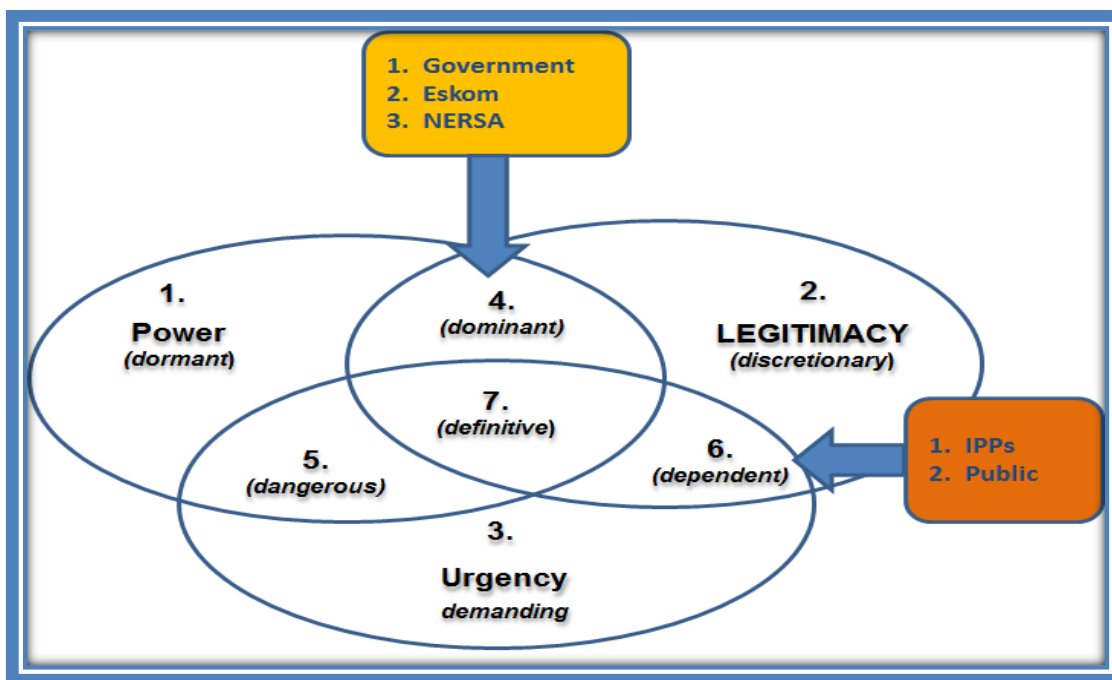 1. Government
2. Eskom
3. NERSA
1.
Power
(dormant)
4.
(dominant)
2.
LEGITIMACY
(discretionary)
7.
(definitive)
5.
(dangerous)
6.
(dependent)
1. IPPs
2. Public
3.
Urgency
demanding